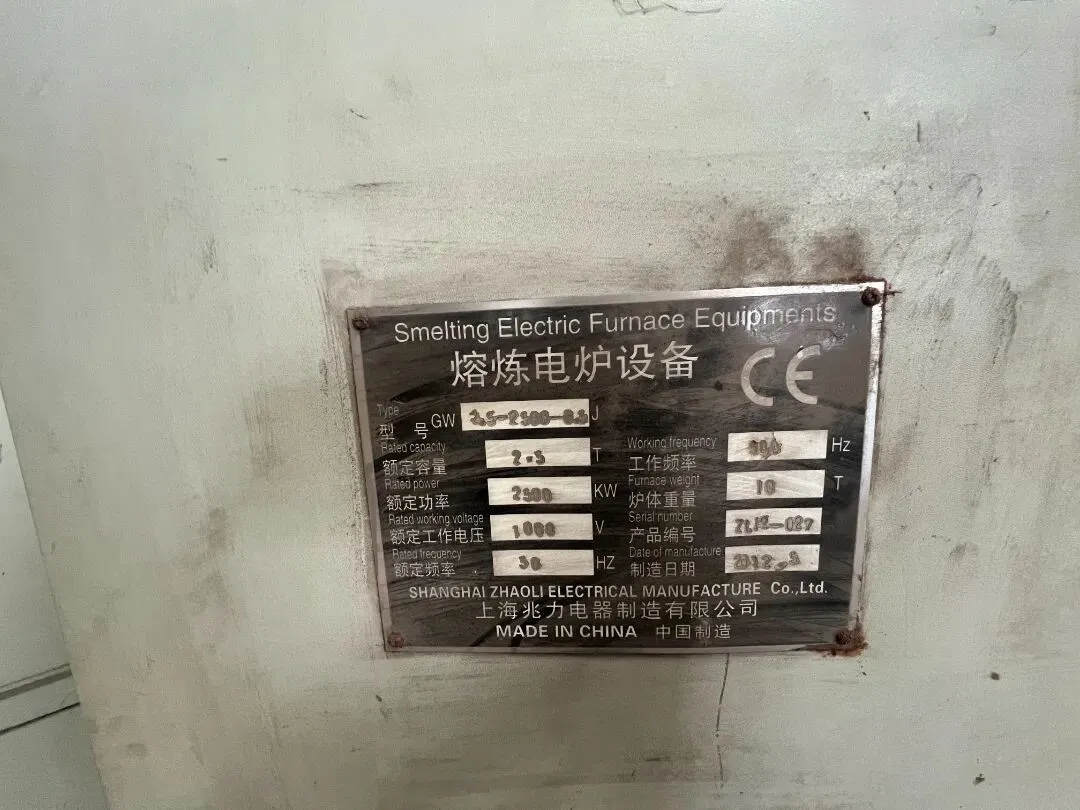 Smelting Electric Furnace Equipments
熔炼电炉设备 CE
Type
型号 GW 2.5-2500-0.5 J
Rated capacity
额定容量 2.5 T
Rated power
额定功率 2500 KW
Rated working voltage
额定工作电压 1000 V
Rated frequency
额定频率 50 HZ
Working frequency
工作频率 Hz
Furnace weight
炉体重量 10 T
Serial number
产品编号
Date of manufacture
制造日期 2012.
SHANGHAI ZHAOLI ELECTRICAL MANUFACTURE Co.,Ltd.
上海兆力电器制造有限公司
MADE IN CHINA 中国制造